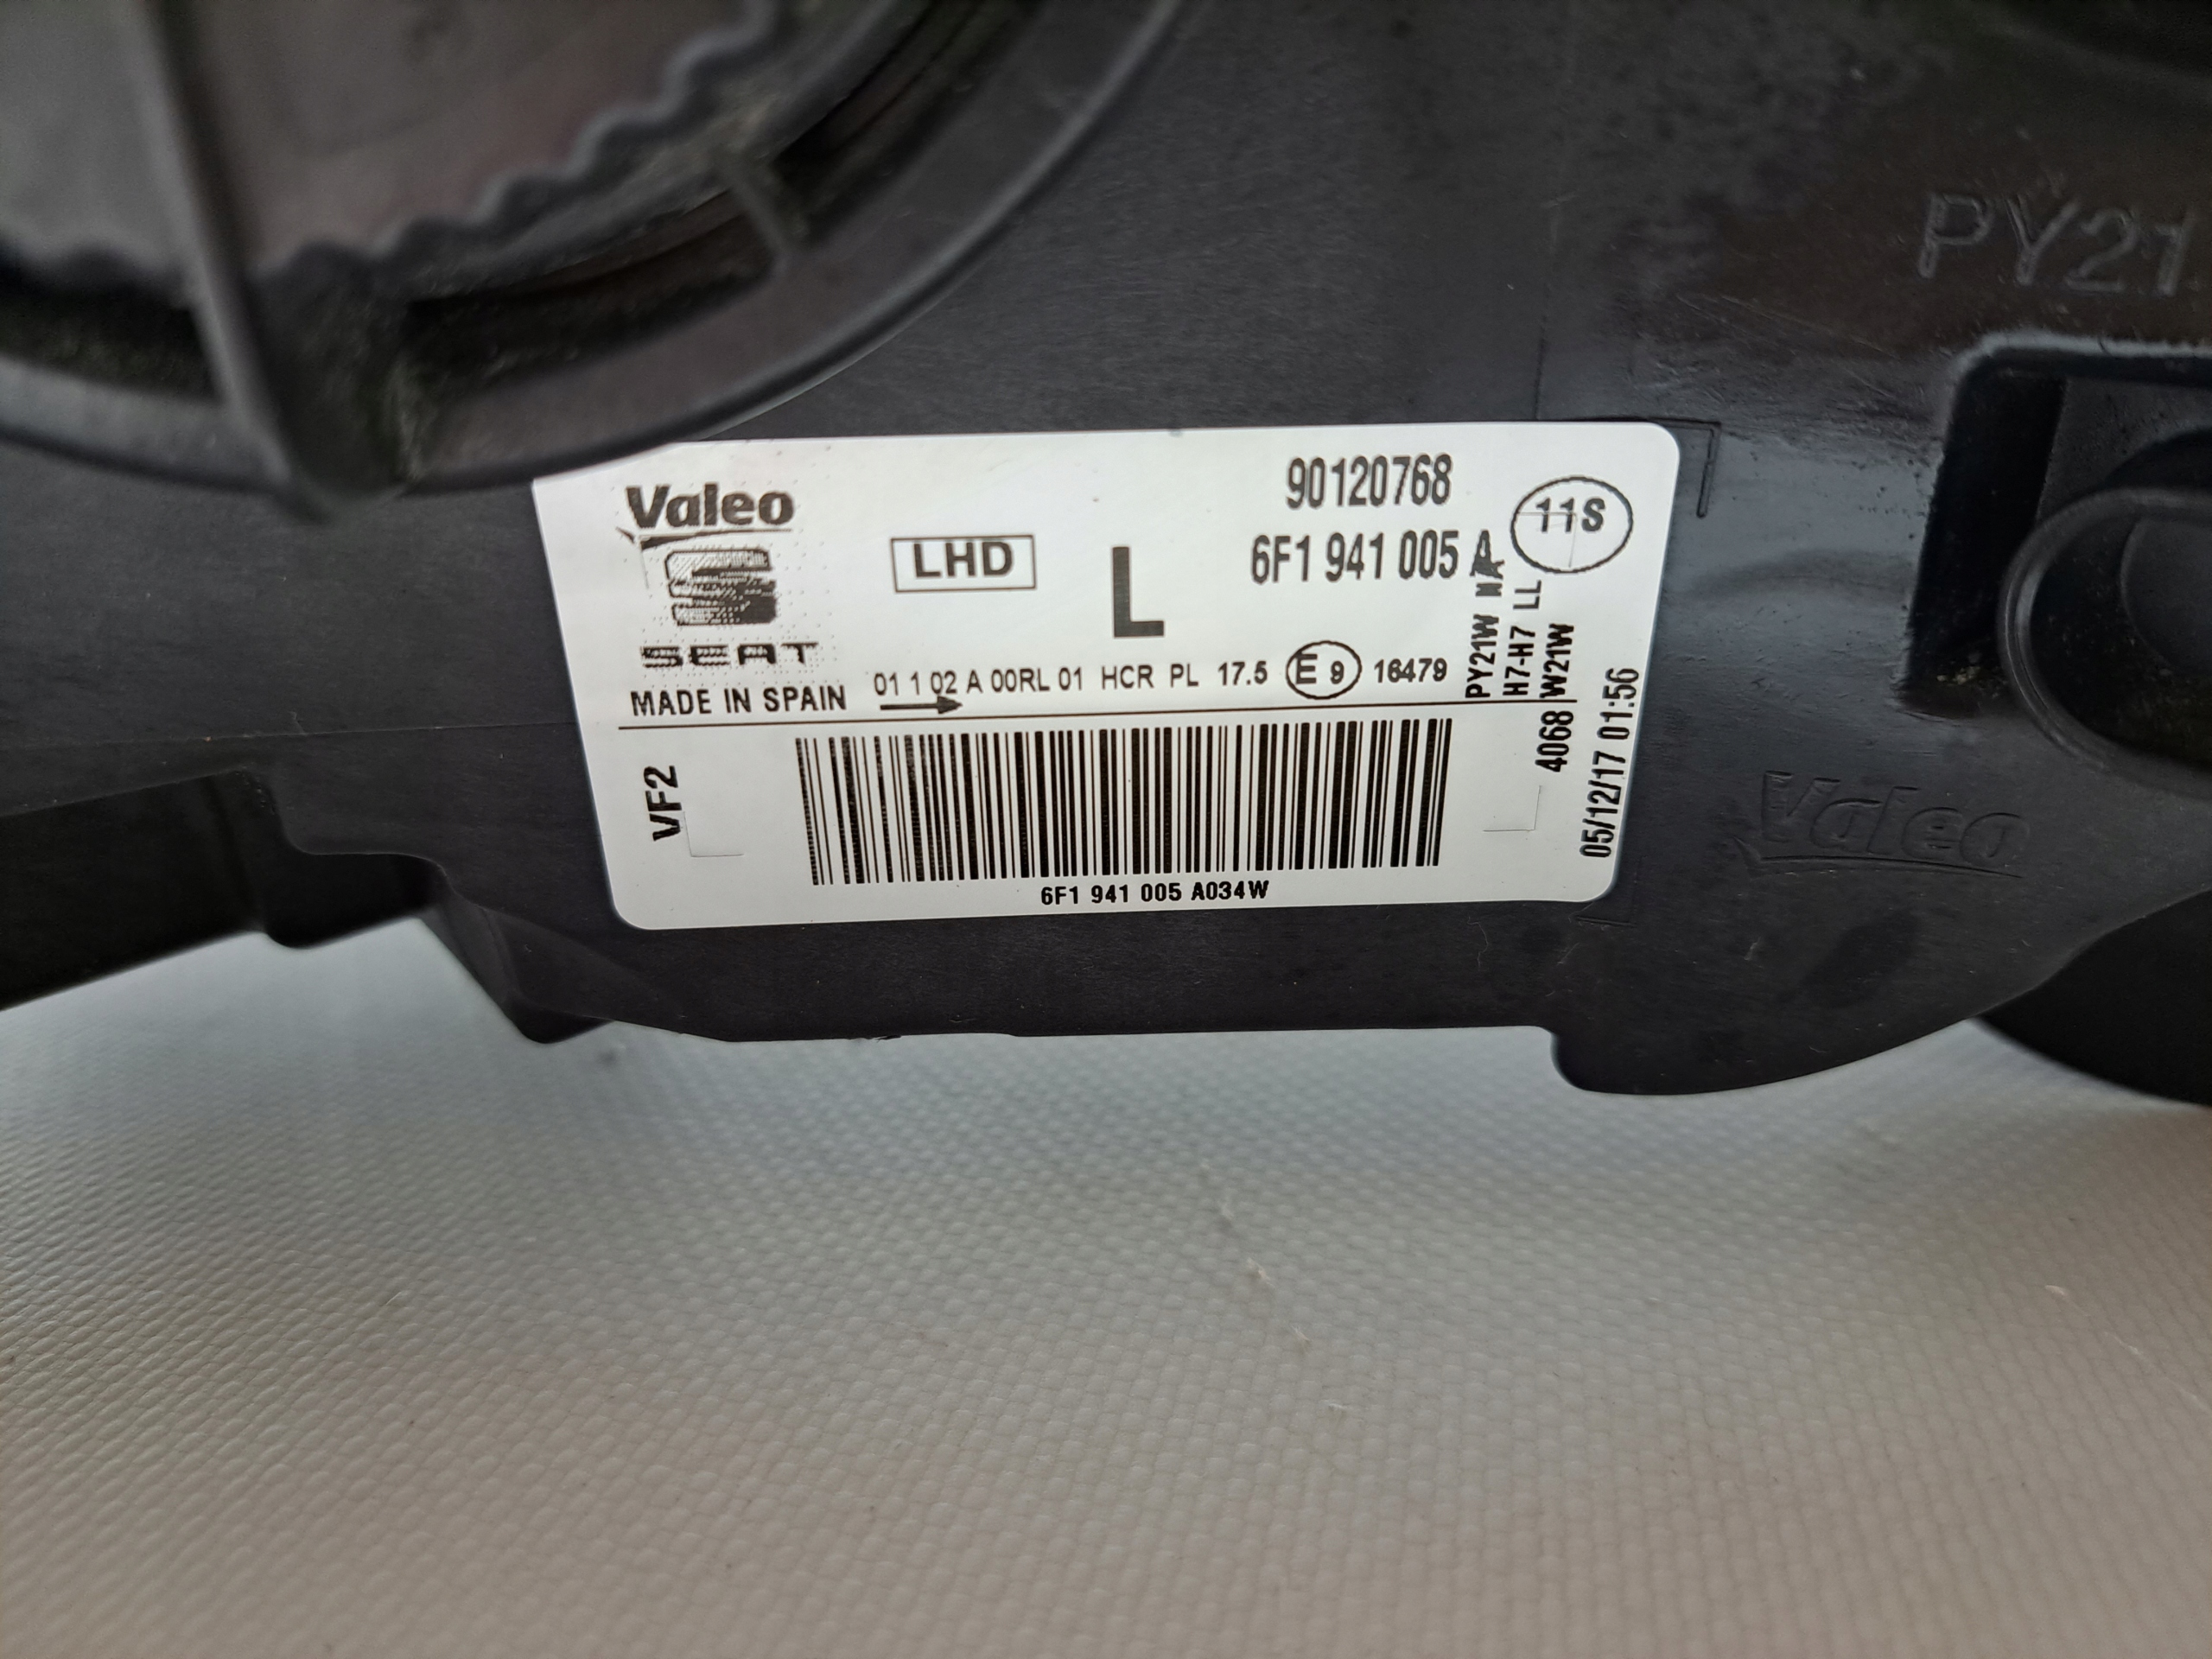 PY21
Valeo
SEAT
MADE IN SPAIN
LHD
L
90120768
6F1 941 005 A
11S
01 1 02 A 00RL 01 HCR PL 17.5 E 9 16479
PY21W NA
H7-H7 LL
4068 W21W
05/12/17 01:56
VF2
6F1 941 005 A034W
Valeo